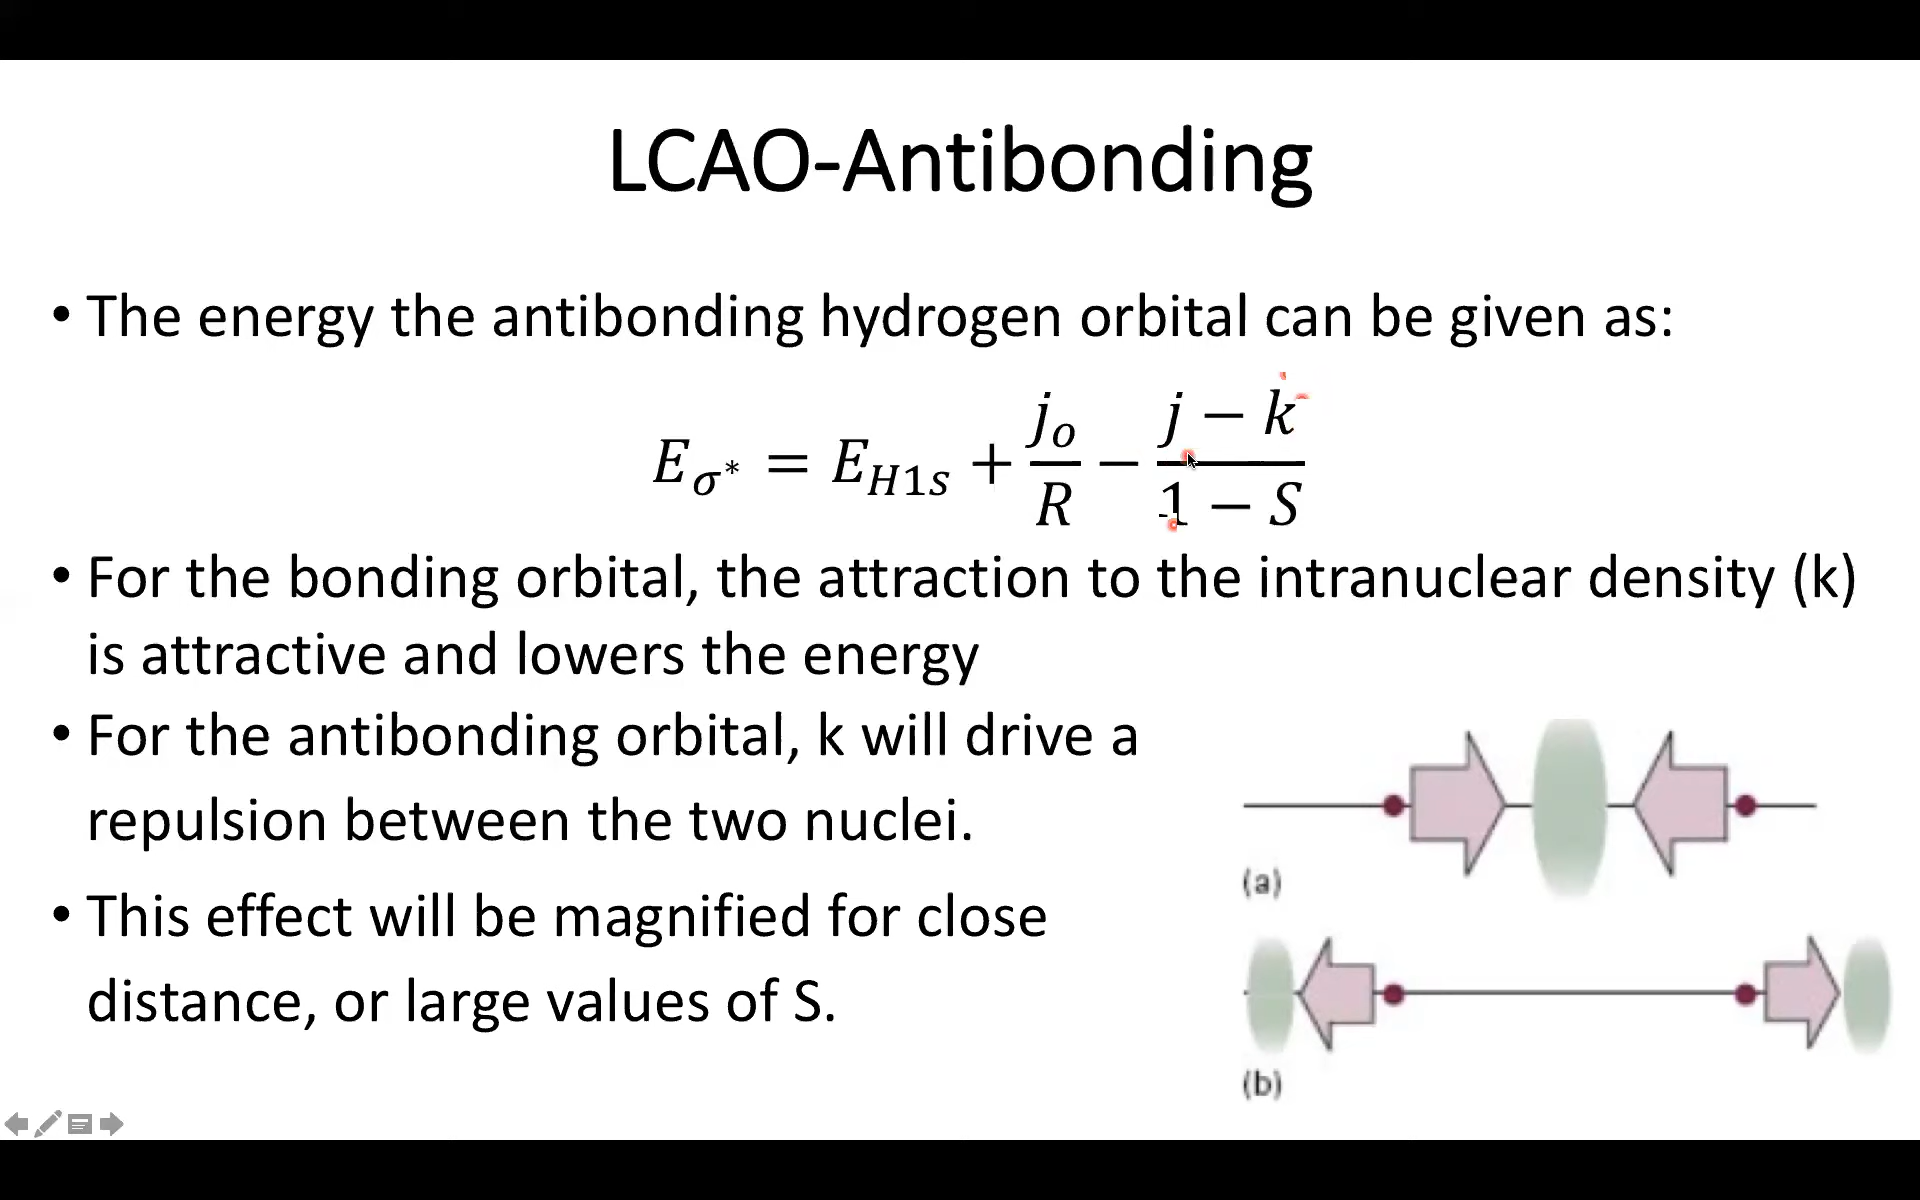 LCAO-Antibonding
• The energy the antibonding hydrogen orbital can be given as:
E_{σ*} = E_{H1s} + j_o/R − (j − k)/(1 − S)
• For the bonding orbital, the attraction to the intranuclear density (k)
is attractive and lowers the energy
• For the antibonding orbital, k will drive a
repulsion between the two nuclei.
• This effect will be magnified for close
distance, or large values of S.
(a)
(b)